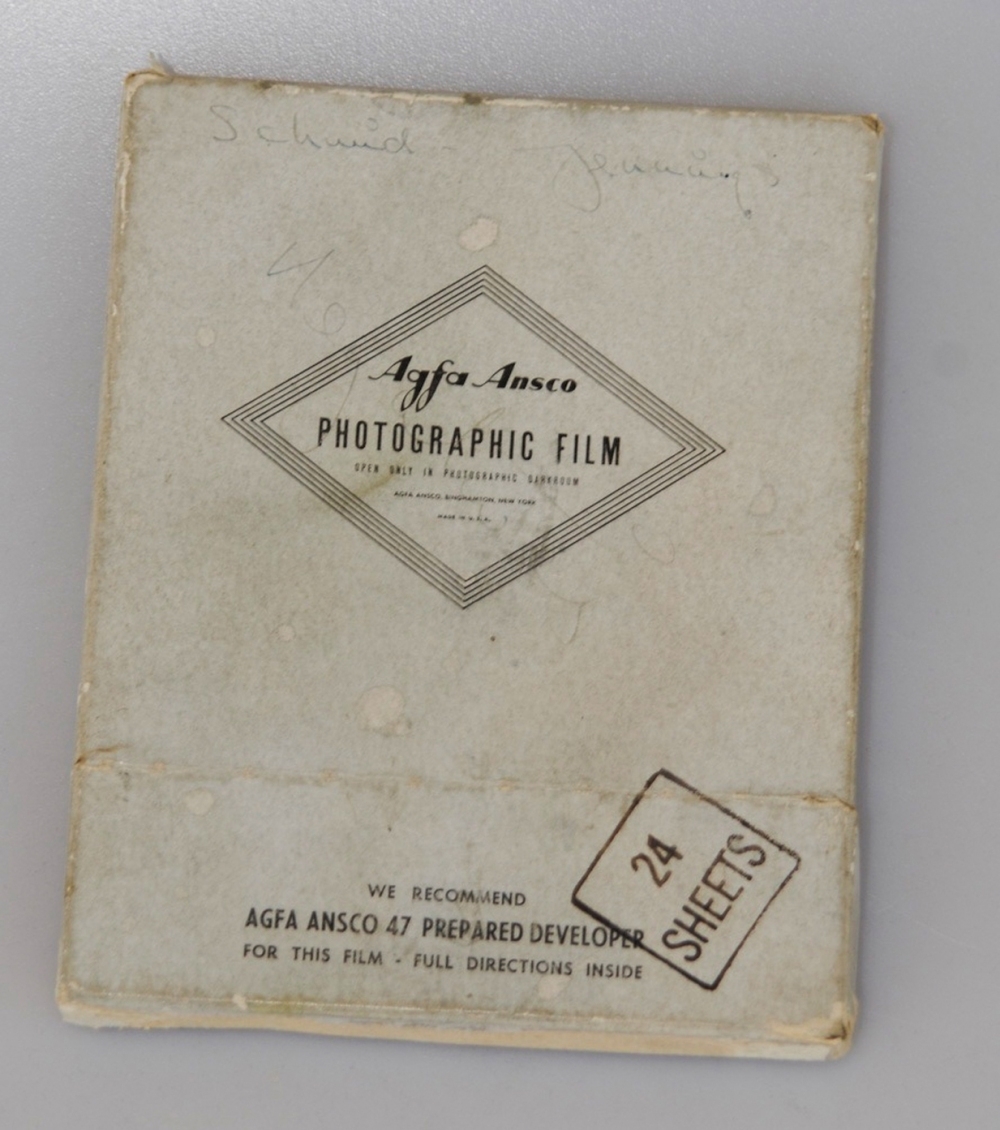 Schmid - Jennings
46
Agfa Ansco
PHOTOGRAPHIC FILM
OPEN ONLY IN PHOTOGRAPHIC DARKROOM
AGFA ANSCO, BINGHAMTON, NEW YORK
MADE IN U.S.A.
24
SHEETS
WE RECOMMEND
AGFA ANSCO 47 PREPARED DEVELOPER
FOR THIS FILM - FULL DIRECTIONS INSIDE